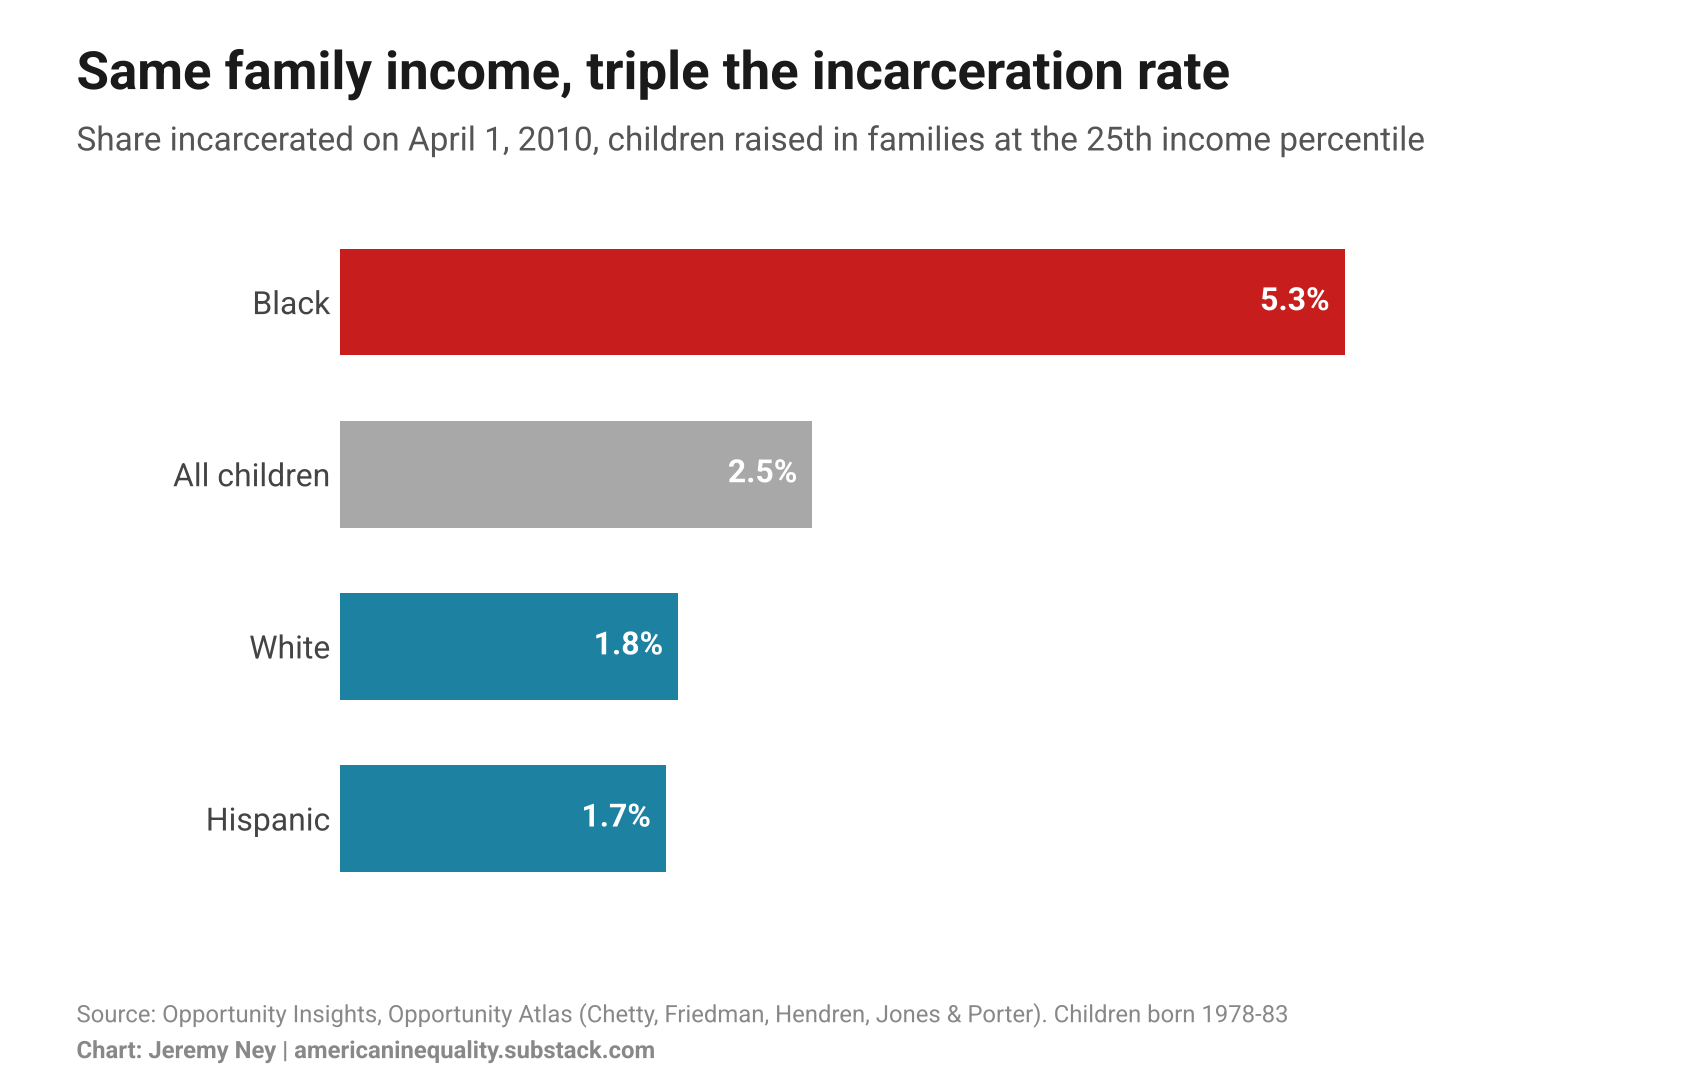 Same family income, triple the incarceration rate
Share incarcerated on April 1, 2010, children raised in families at the 25th income percentile
Black
5.3%
All children
2.5%
White
1.8%
Hispanic
1.7%
Source: Opportunity Insights, Opportunity Atlas (Chetty, Friedman, Hendren, Jones & Porter). Children born 1978-83
Chart: Jeremy Ney | americaninequality.substack.com